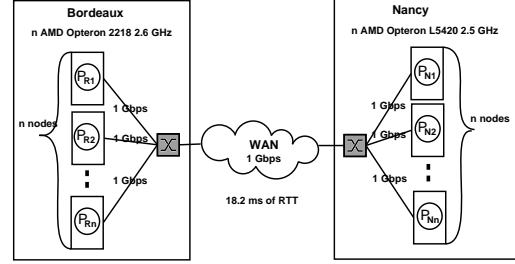 Bordeaux
n AMD Opteron 2218 2.6 GHz
PR1
1 Gbps
n nodes
PR2
1 Gbps
1 Gbps
PRn
WAN
1 Gbps
18.2 ms of RTT
Nancy
n AMD Opteron L5420 2.5 GHz
PN1
1 Gbps
PN2
n nodes
1 Gbps
1 Gbps
PNn